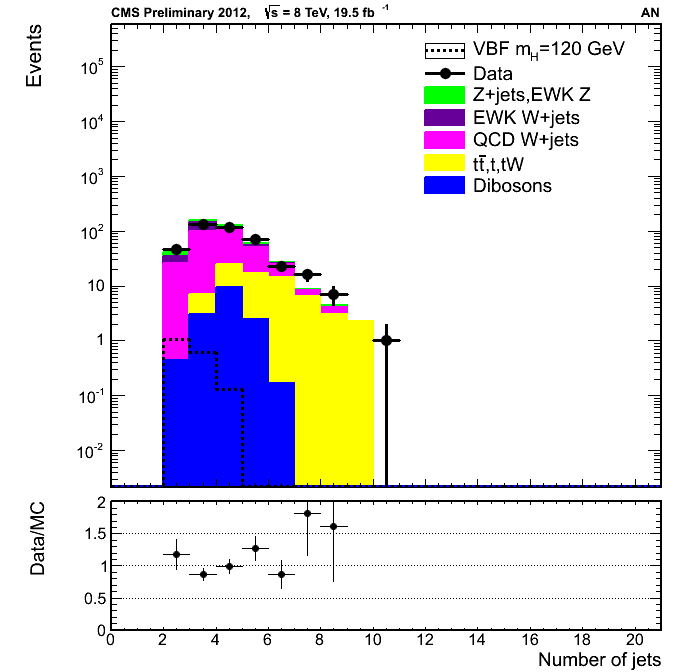 CMS Preliminary 2012, √s = 8 TeV, 19.5 fb⁻¹ AN
Events
VBF m_H=120 GeV
Data
Z+jets,EWK Z
EWK W+jets
QCD W+jets
tt̄,t,tW
Dibosons
10⁵
10⁴
10³
10²
10
1
10⁻¹
10⁻²
Data/MC
2
1.5
1
0.5
0
0 2 4 6 8 10 12 14 16 18 20
Number of jets